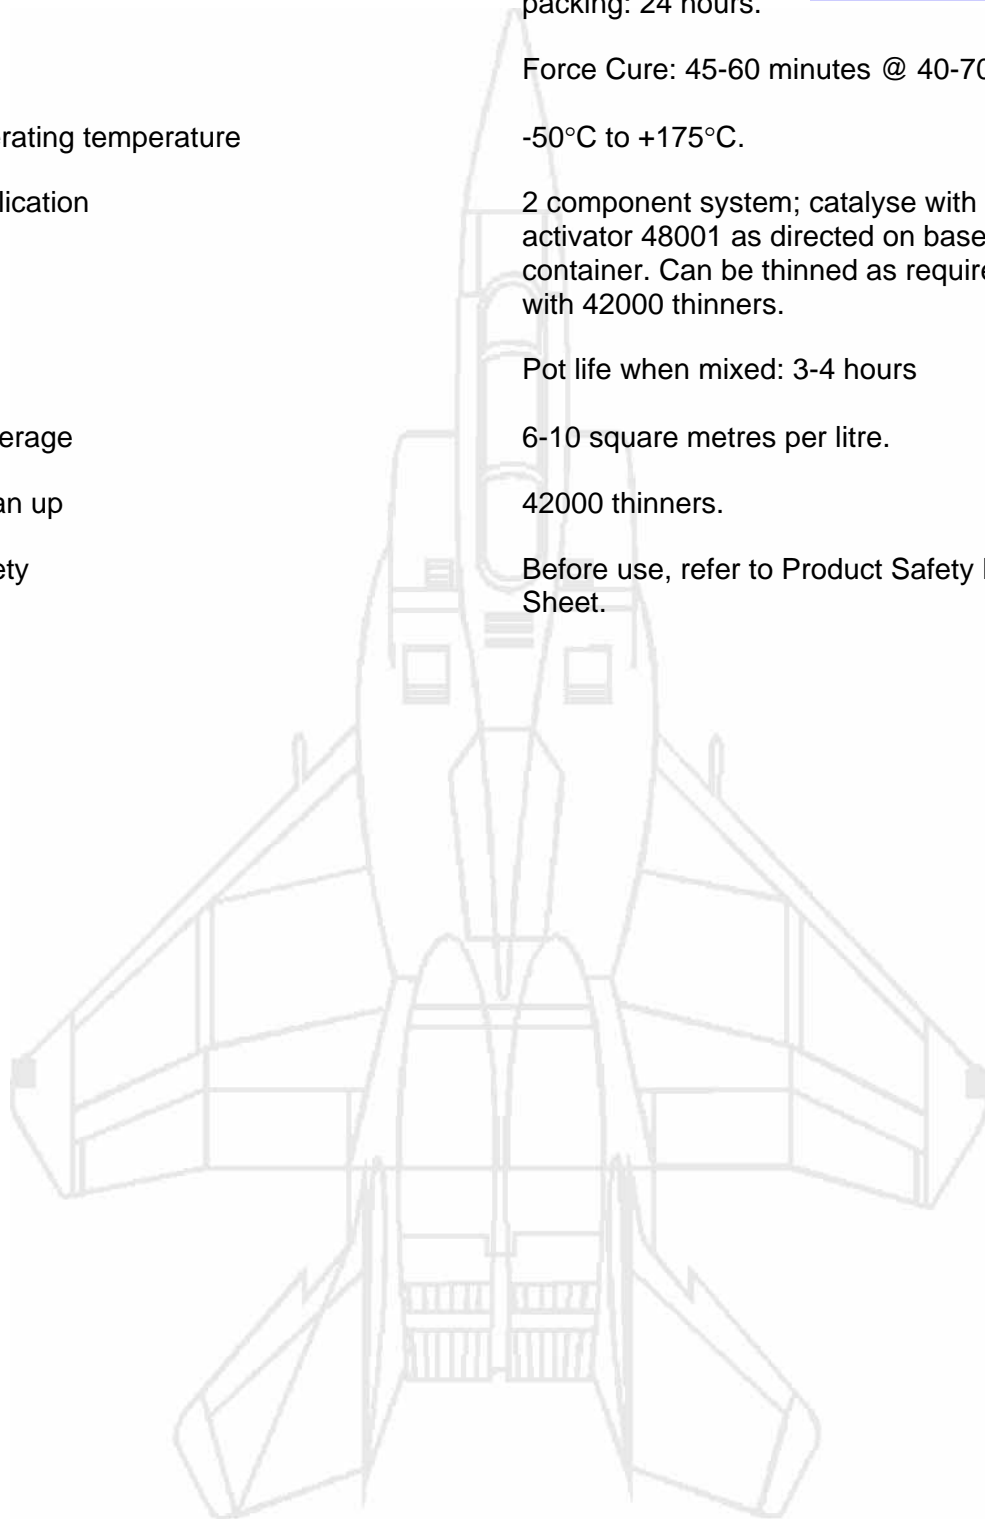 packing: 24 hours.
Force Cure: 45-60 minutes @ 40-70
erating temperature -50°C to +175°C.
lication 2 component system; catalyse with
activator 48001 as directed on base
container. Can be thinned as require
with 42000 thinners.
Pot life when mixed: 3-4 hours
erage 6-10 square metres per litre.
an up 42000 thinners.
ety Before use, refer to Product Safety
Sheet.